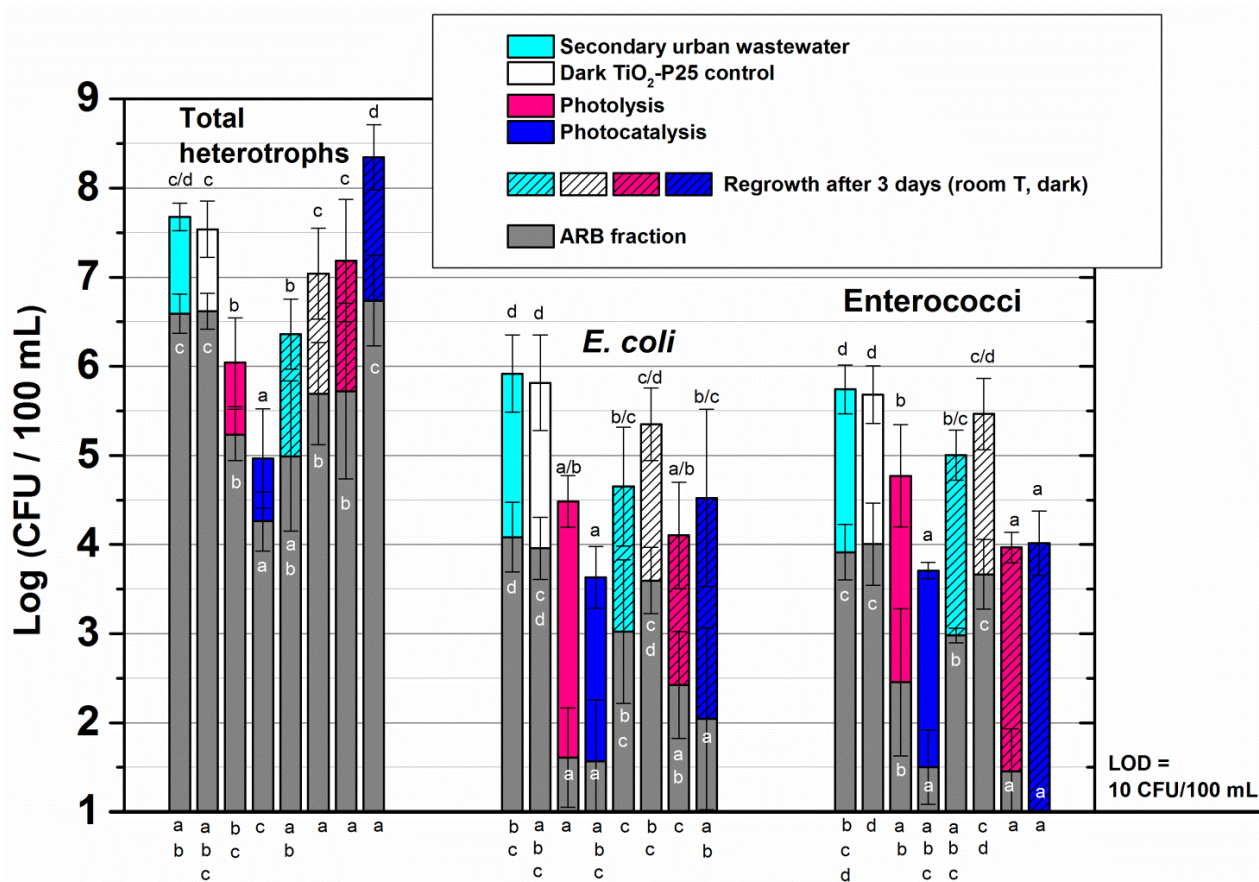 Secondary urban wastewater
Dark TiO₂-P25 control
Photolysis
Photocatalysis
Regrowth after 3 days (room T, dark)
ARB fraction
Total
heterotrophs
E. coli
Enterococci
Log (CFU / 100 mL)
9
8
7
6
5
4
3
2
1
c/d c b a b c c d
c c b a a b b c
a
b
d d a/b a b/c c/d a/b b/c
d c a a b c a a
d c d b
d d b a b/c c/d a a
c c b a b c a a
LOD =
10 CFU/100 mL
a a b c a a a a b a a c b c a b d a a a c a a
b b c b c b c b b c b c b b d
c c c d c c